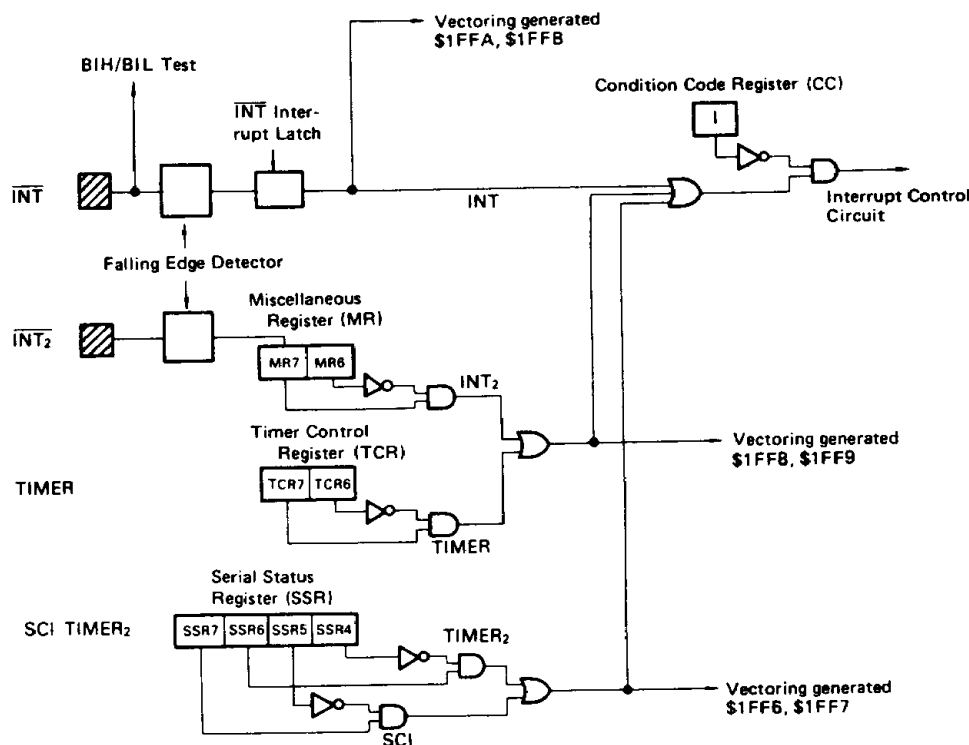 Vectoring generated
$1FFA, $1FFB
BIH/BIL Test
Condition Code Register (CC)
I
INT Inter-
rupt Latch
INT
INT
Interrupt Control
Circuit
Falling Edge Detector
Miscellaneous
Register (MR)
INT₂
MR7 MR6
INT₂
Timer Control
Register (TCR)
Vectoring generated
$1FF8, $1FF9
TIMER
TCR7 TCR6
TIMER
Serial Status
Register (SSR)
SCI TIMER₂
SSR7 SSR6 SSR5 SSR4
TIMER₂
Vectoring generated
$1FF6, $1FF7
SCI